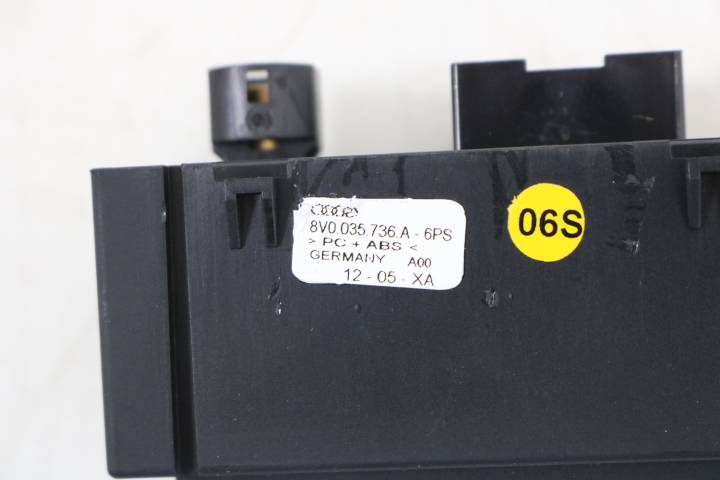 8V0.035.736.A - 6PS
> PC + ABS <
GERMANY A00
12 - 05 - XA
06S